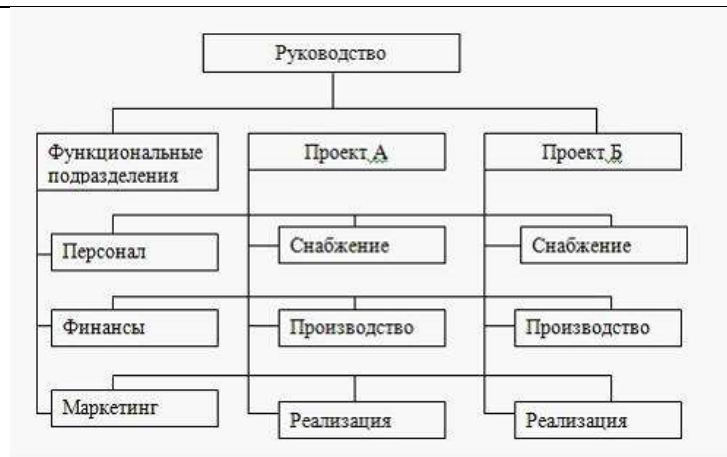 Руководство
Функциональные
подразделения
Проект А
Проект Б
Персонал
Снабжение
Снабжение
Финансы
Производство
Производство
Маркетинг
Реализация
Реализация